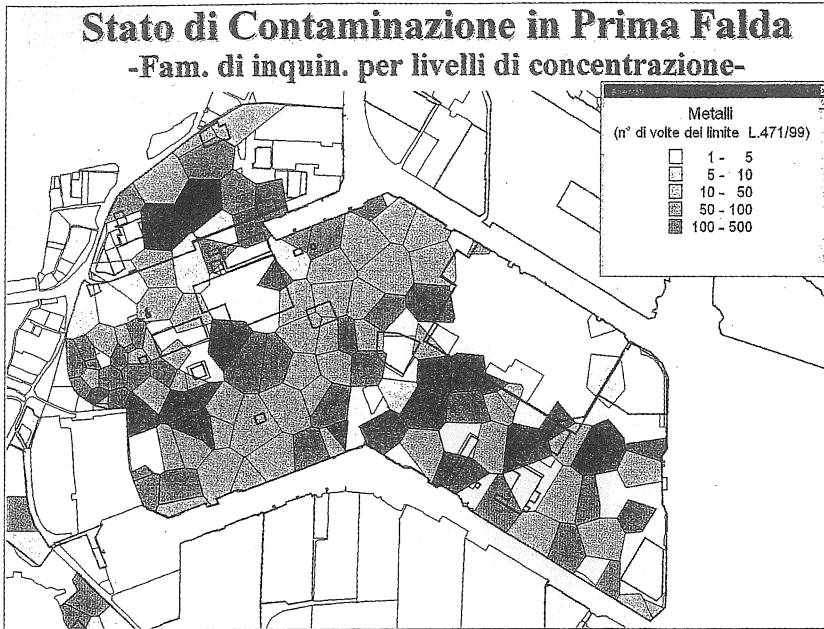 Stato di Contaminazione in Prima Falda
-Fam. di inquin. per livelli di concentrazione-
Metalli
(n° di volte del limite L.471/99)
1 - 5
5 - 10
10 - 50
50 - 100
100 - 500